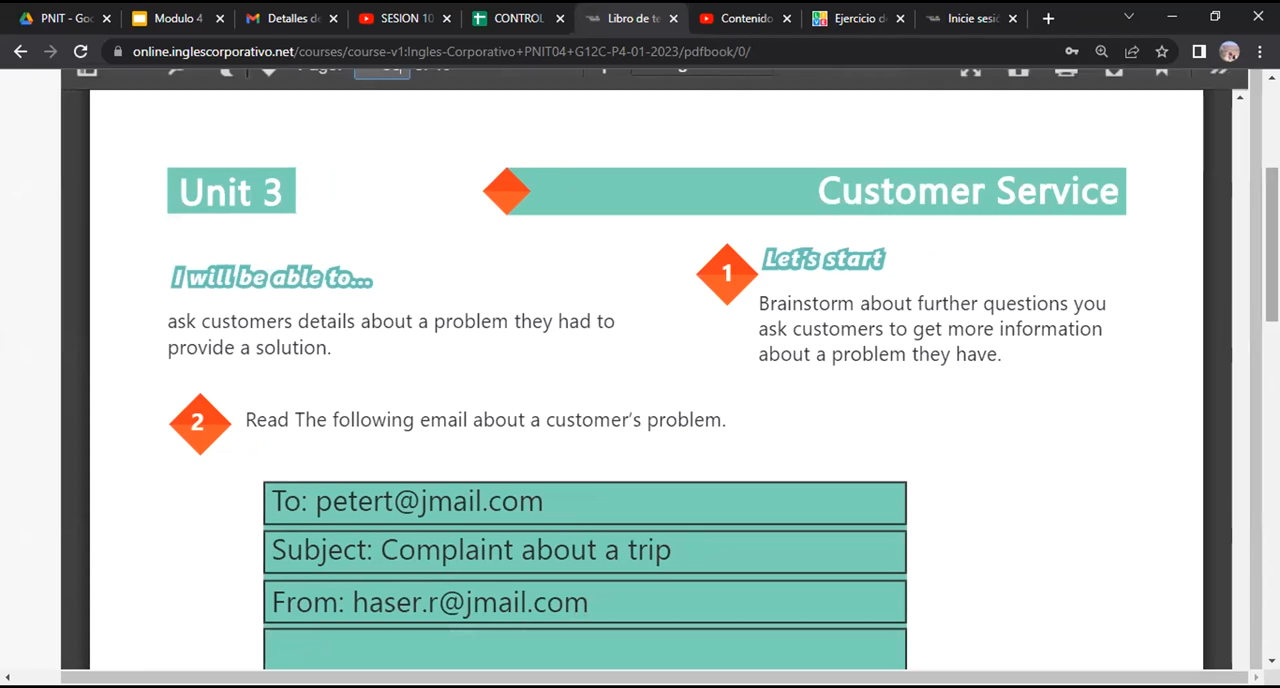 PNIT - Goo
Modulo 4
Detalles de
SESION 10
CONTROL
Libro de te
Contenido
Ejercicio de
Inicie sesió
online.inglescorporativo.net/courses/course-v1:Ingles-Corporativo+PNIT04+G12C-P4-01-2023/pdfbook/0/
Unit 3
Customer Service
I will be able to...
ask customers details about a problem they had to
provide a solution.
1
Let's start
Brainstorm about further questions you
ask customers to get more information
about a problem they have.
2
Read The following email about a customer's problem.
To: petert@jmail.com
Subject: Complaint about a trip
From: haser.r@jmail.com